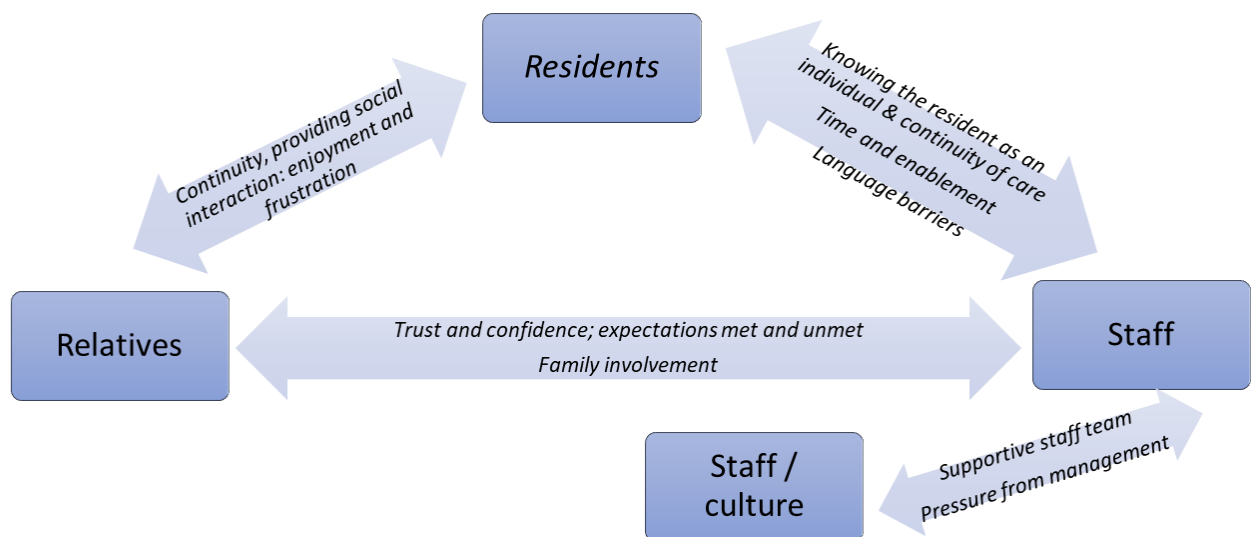 Residents
Knowing the resident as an
individual & continuity of care
Time and enablement
Language barriers
Continuity, providing social
interaction: enjoyment and
frustration
Relatives
Trust and confidence; expectations met and unmet
Family involvement
Staff
Staff /
culture
Supportive staff team
Pressure from management